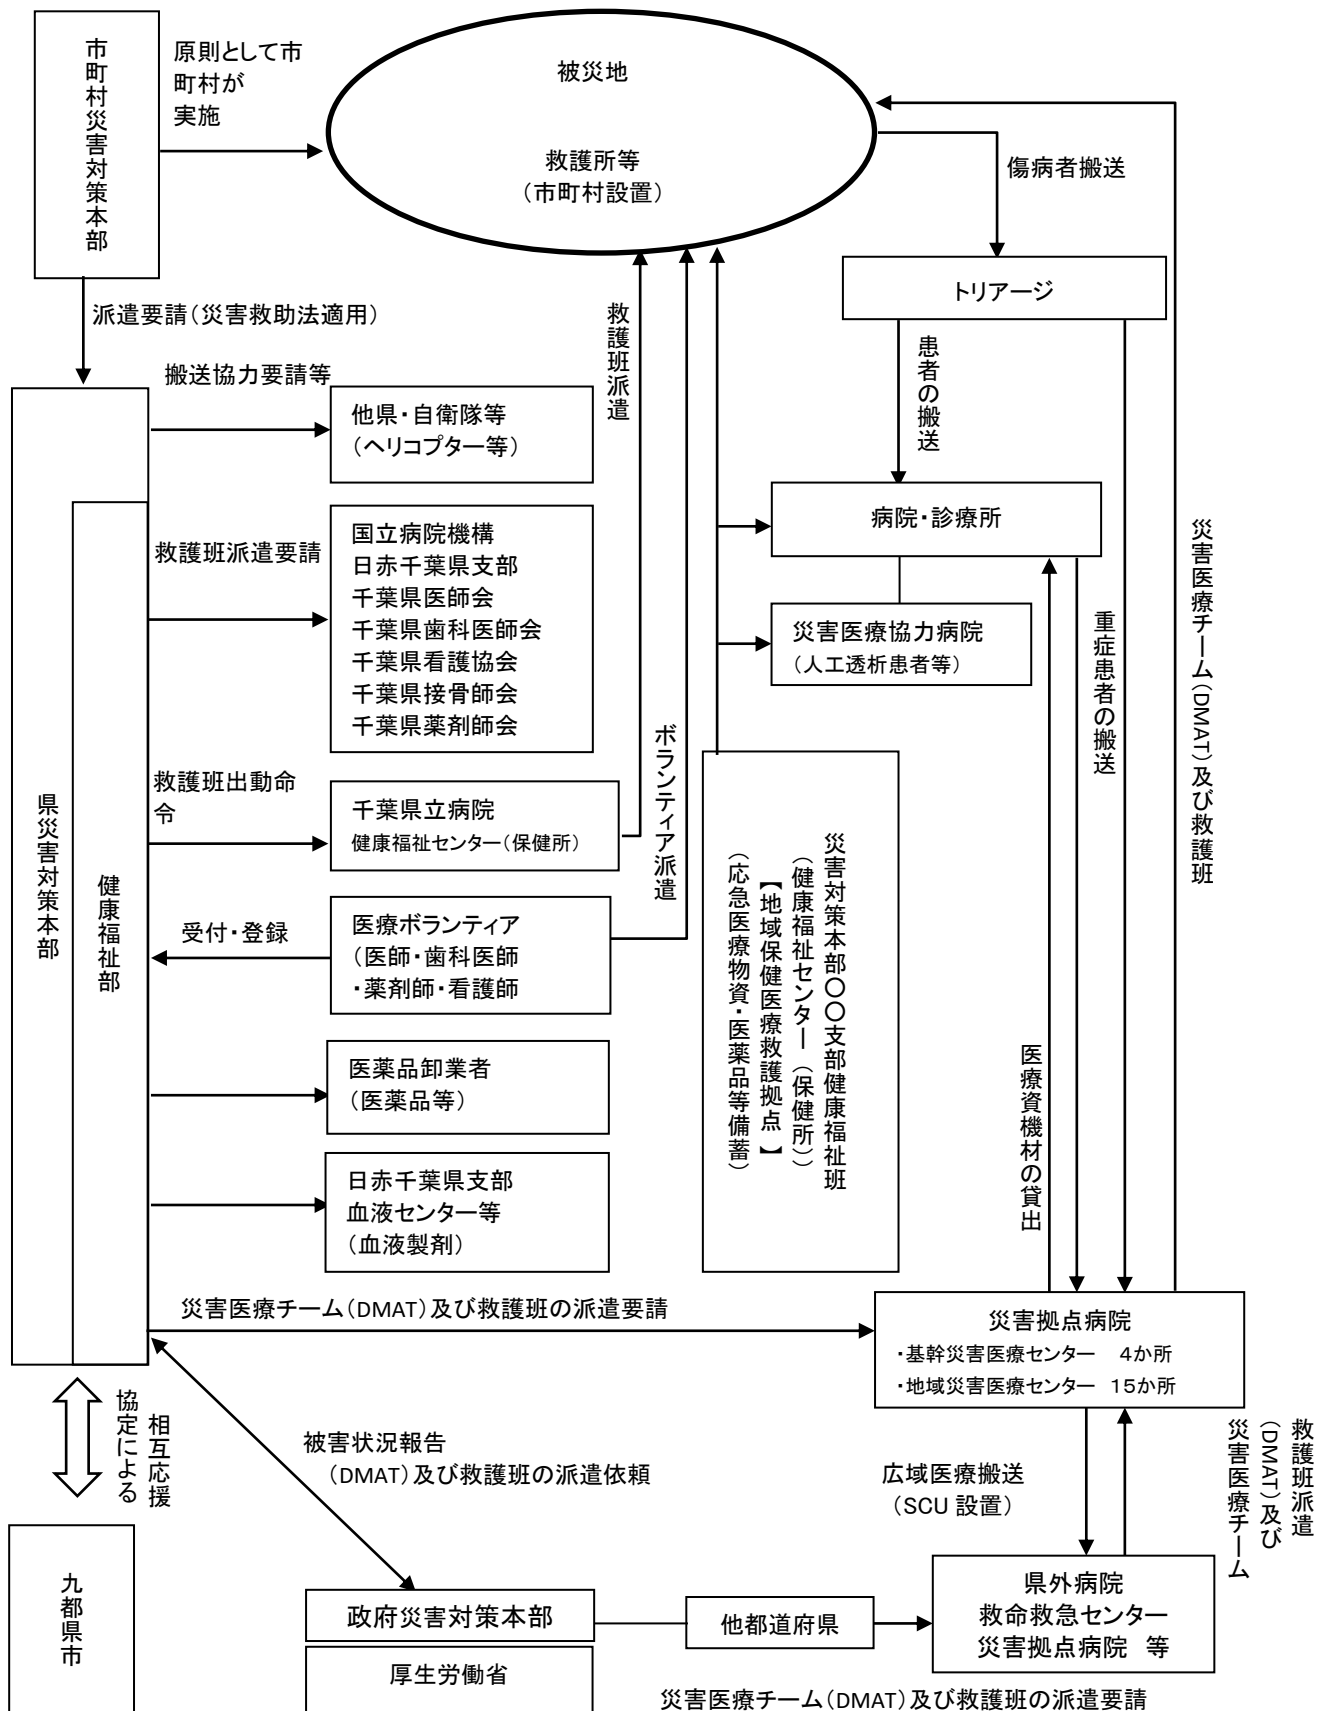 市町村災害対策本部
原則として市
町村が
実施
被災地
救護所等
（市町村設置）
傷病者搬送
トリアージ
派遣要請（災害救助法適用）
搬送協力要請等
他県・自衛隊等
（ヘリコプター等）
救護班派遣
患者の搬送
病院・診療所
救護班派遣要請
国立病院機構
日赤千葉県支部
千葉県医師会
千葉県歯科医師会
千葉県看護協会
千葉県接骨師会
千葉県薬剤師会
災害医療協力病院
（人工透析患者等）
重症患者の搬送
災害医療チーム（DMAT）及び救護班
県災害対策本部
健康福祉部
救護班出動命
令
千葉県立病院
健康福祉センター（保健所）
ボランティア派遣
受付・登録
医療ボランティア
（医師・歯科医師
・薬剤師・看護師
災害対策本部〇〇支部健康福祉班
（健康福祉センター（保健所））
【地域保健医療救護拠点】
（応急医療物資・医薬品等備蓄）
医薬品卸業者
（医薬品等）
医療資機材の貸出
日赤千葉県支部
血液センター等
（血液製剤）
災害医療チーム（DMAT）及び救護班の派遣要請
災害拠点病院
・基幹災害医療センター　4か所
・地域災害医療センター　15か所
相互応援
協定による
被害状況報告
（DMAT）及び救護班の派遣依頼
広域医療搬送
（SCU 設置）
救護班派遣
（DMAT）及び
災害医療チーム
九都県市
政府災害対策本部
厚生労働省
他都道府県
県外病院
救命救急センター
災害拠点病院　等
災害医療チーム（DMAT）及び救護班の派遣要請